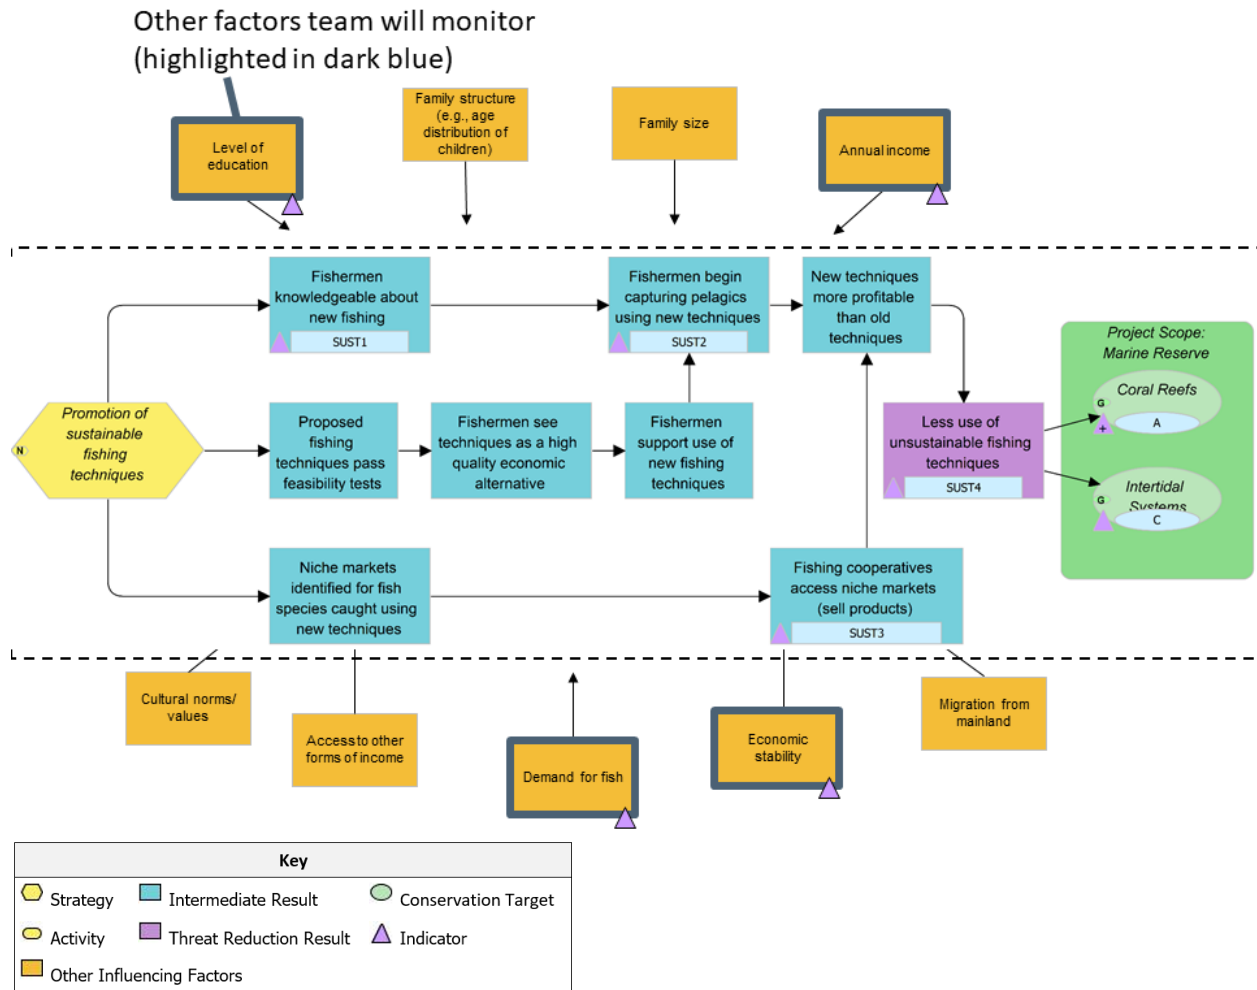 Other factors team will monitor
(highlighted in dark blue)
Level of
education
Family structure
(e.g., age
distribution of
children)
Family size
Annual income
Fishermen
knowledgeable about
new fishing
SUST1
Fishermen begin
capturing pelagics
using new techniques
SUST2
New techniques
more profitable
than old
techniques
Project Scope:
Marine Reserve
Coral Reefs
G
+
A
Promotion of
sustainable
fishing
techniques
N
Proposed
fishing
techniques pass
feasibility tests
Fishermen see
techniques as a high
quality economic
alternative
Fishermen
support use of
new fishing
techniques
Less use of
unsustainable fishing
techniques
SUST4
Intertidal
Systems
G
C
Niche markets
identified for fish
species caught using
new techniques
Fishing cooperatives
access niche markets
(sell products)
SUST3
Cultural norms/
values
Access to other
forms of income
Demand for fish
Economic
stability
Migration from
mainland
Key
Strategy
Intermediate Result
Conservation Target
Activity
Threat Reduction Result
Indicator
Other Influencing Factors